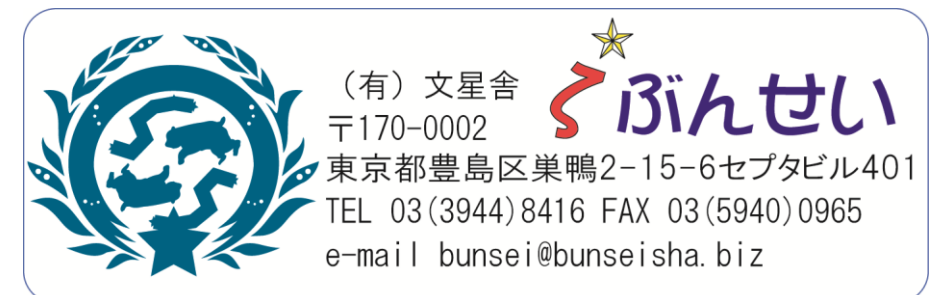 （有）文星舎
ぶんせい
〒170-0002
東京都豊島区巣鴨2-15-6セプタビル401
TEL 03(3944)8416 FAX 03(5940)0965
e-mail bunsei@bunseisha.biz